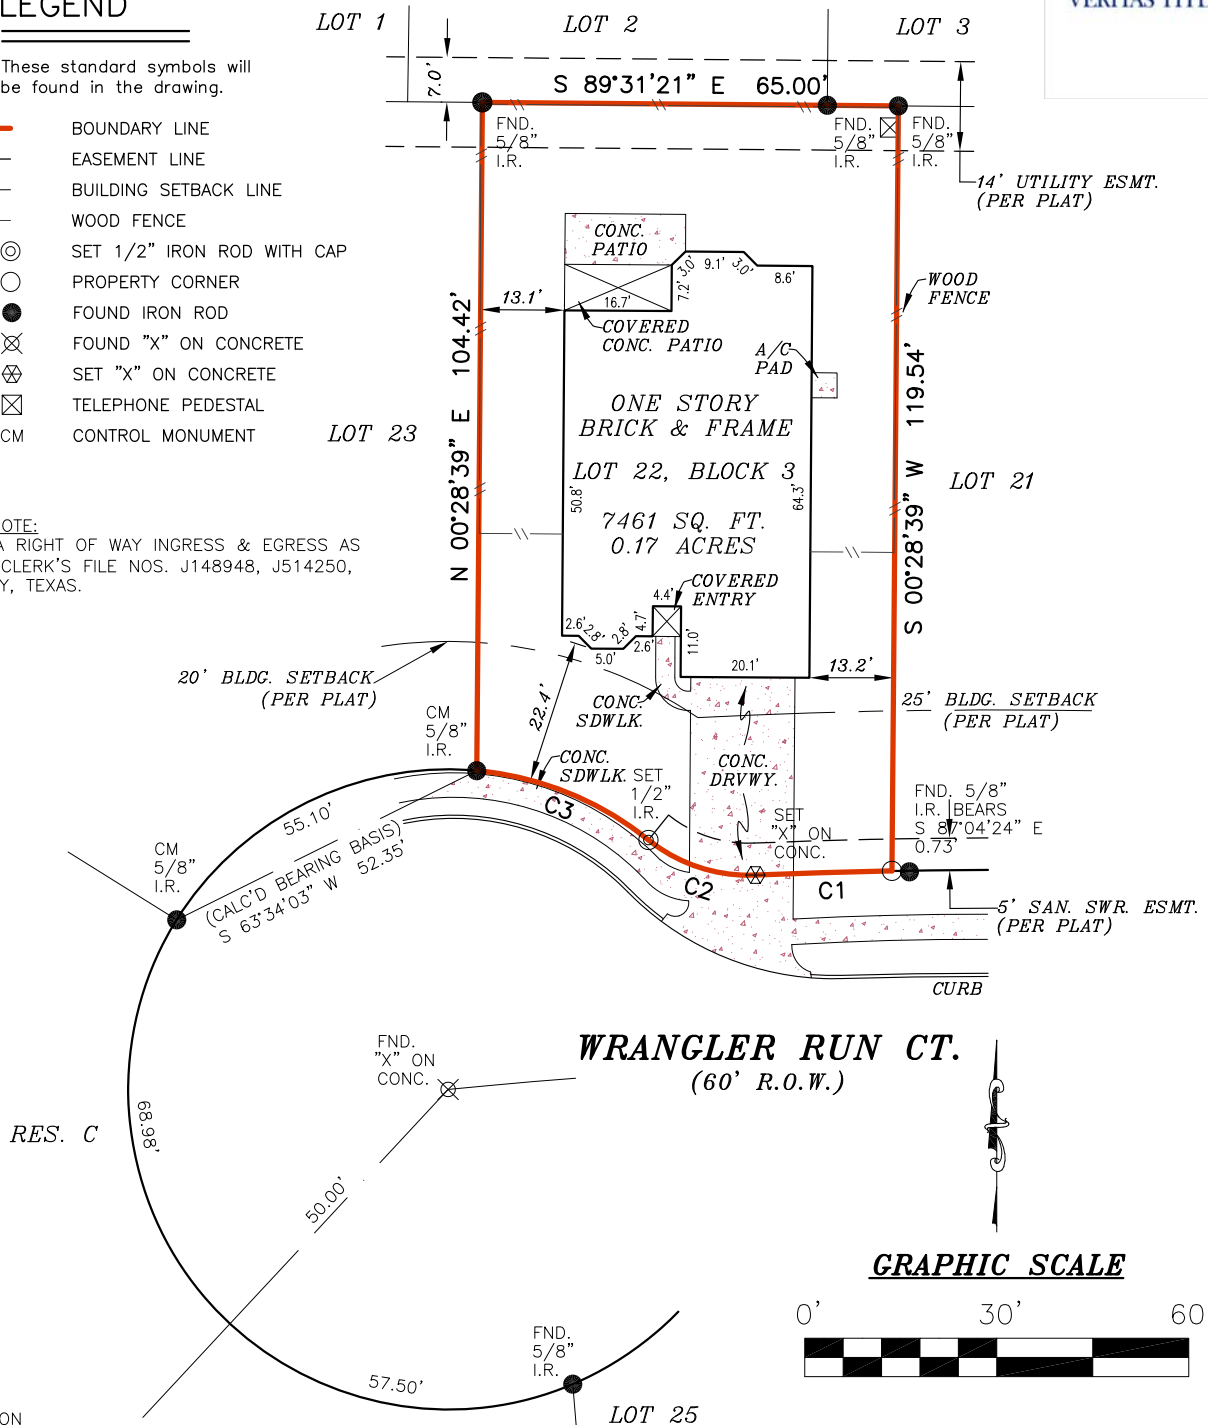 LEGEND
These standard symbols will
be found in the drawing.
BOUNDARY LINE
EASEMENT LINE
BUILDING SETBACK LINE
WOOD FENCE
SET 1/2" IRON ROD WITH CAP
PROPERTY CORNER
FOUND IRON ROD
FOUND "X" ON CONCRETE
SET "X" ON CONCRETE
TELEPHONE PEDESTAL
CM CONTROL MONUMENT
OTE:
A RIGHT OF WAY INGRESS & EGRESS AS
CLERK'S FILE NOS. J148948, J514250,
Y, TEXAS.
LOT 1
LOT 2
LOT 3
7.0'
S 89°31'21" E 65.00'
FND.
5/8"
I.R.
FND.
5/8"
I.R.
FND.
5/8"
I.R.
14' UTILITY ESMT.
(PER PLAT)
CONC.
PATIO
3.0'
9.1'
3.0'
8.6'
7.2'
16.7'
13.1'
COVERED
CONC. PATIO
WOOD
FENCE
A/C
PAD
N 00°28'39" E 104.42'
S 00°28'39" W 119.54'
LOT 23
LOT 21
ONE STORY
BRICK & FRAME
LOT 22, BLOCK 3
7461 SQ. FT.
0.17 ACRES
50.8'
64.3'
COVERED
ENTRY
4.4'
4.7'
2.6'
2.8'
5.0'
2.8'
2.6'
11.0'
20.1'
13.2'
20' BLDG. SETBACK
(PER PLAT)
25' BLDG. SETBACK
(PER PLAT)
22.4'
CONC.
SDWLK.
CM
5/8"
I.R.
CONC.
SDWLK.
CONC.
DRVWY.
SET
1/2"
I.R.
SET
"X" ON
CONC.
FND. 5/8"
I.R. BEARS
S 87°04'24" E
0.73'
C3
C2
C1
5' SAN. SWR. ESMT.
(PER PLAT)
CURB
55.10'
CM
5/8"
I.R.
(CALC'D BEARING BASIS)
S 63°34'03" W 52.35'
WRANGLER RUN CT.
(60' R.O.W.)
FND.
"X" ON
CONC.
RES. C
68.98'
50.00'
57.50'
FND.
5/8"
I.R.
LOT 25
GRAPHIC SCALE
0' 30' 60
ON